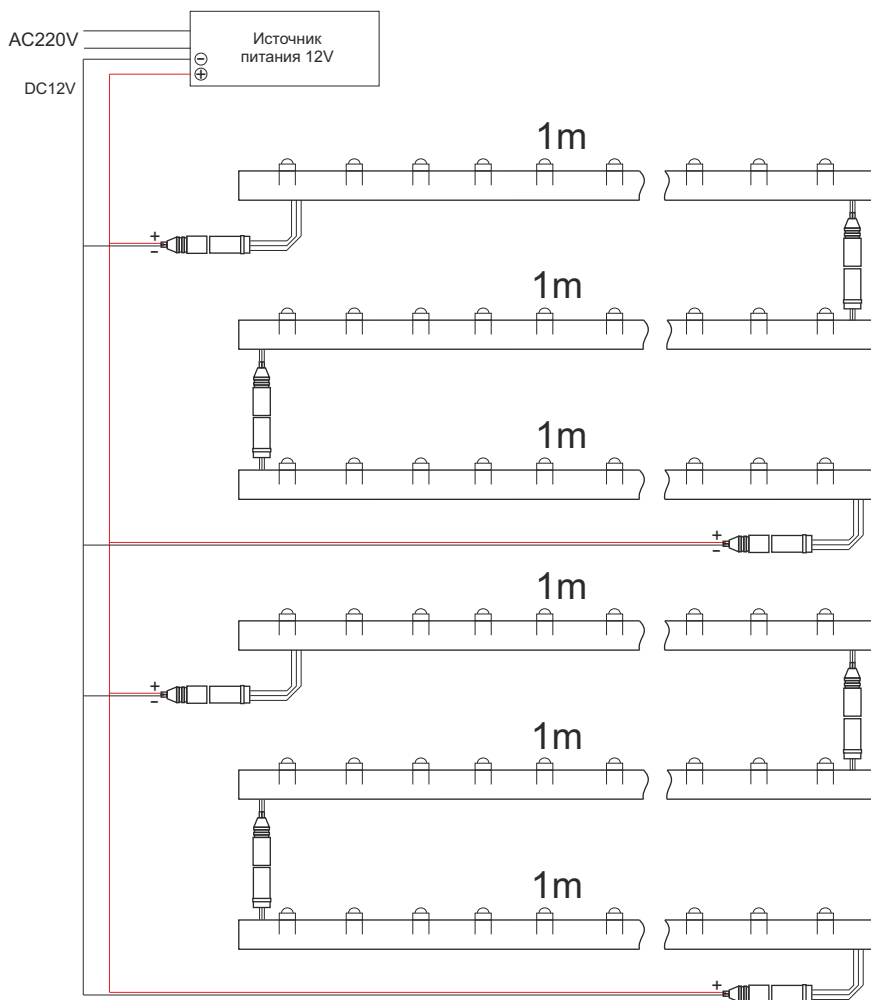 AC220V
Источник
питания 12V
⊖
⊕
DC12V
1m
+
-
1m
1m
+
-
1m
+
-
1m
1m
+